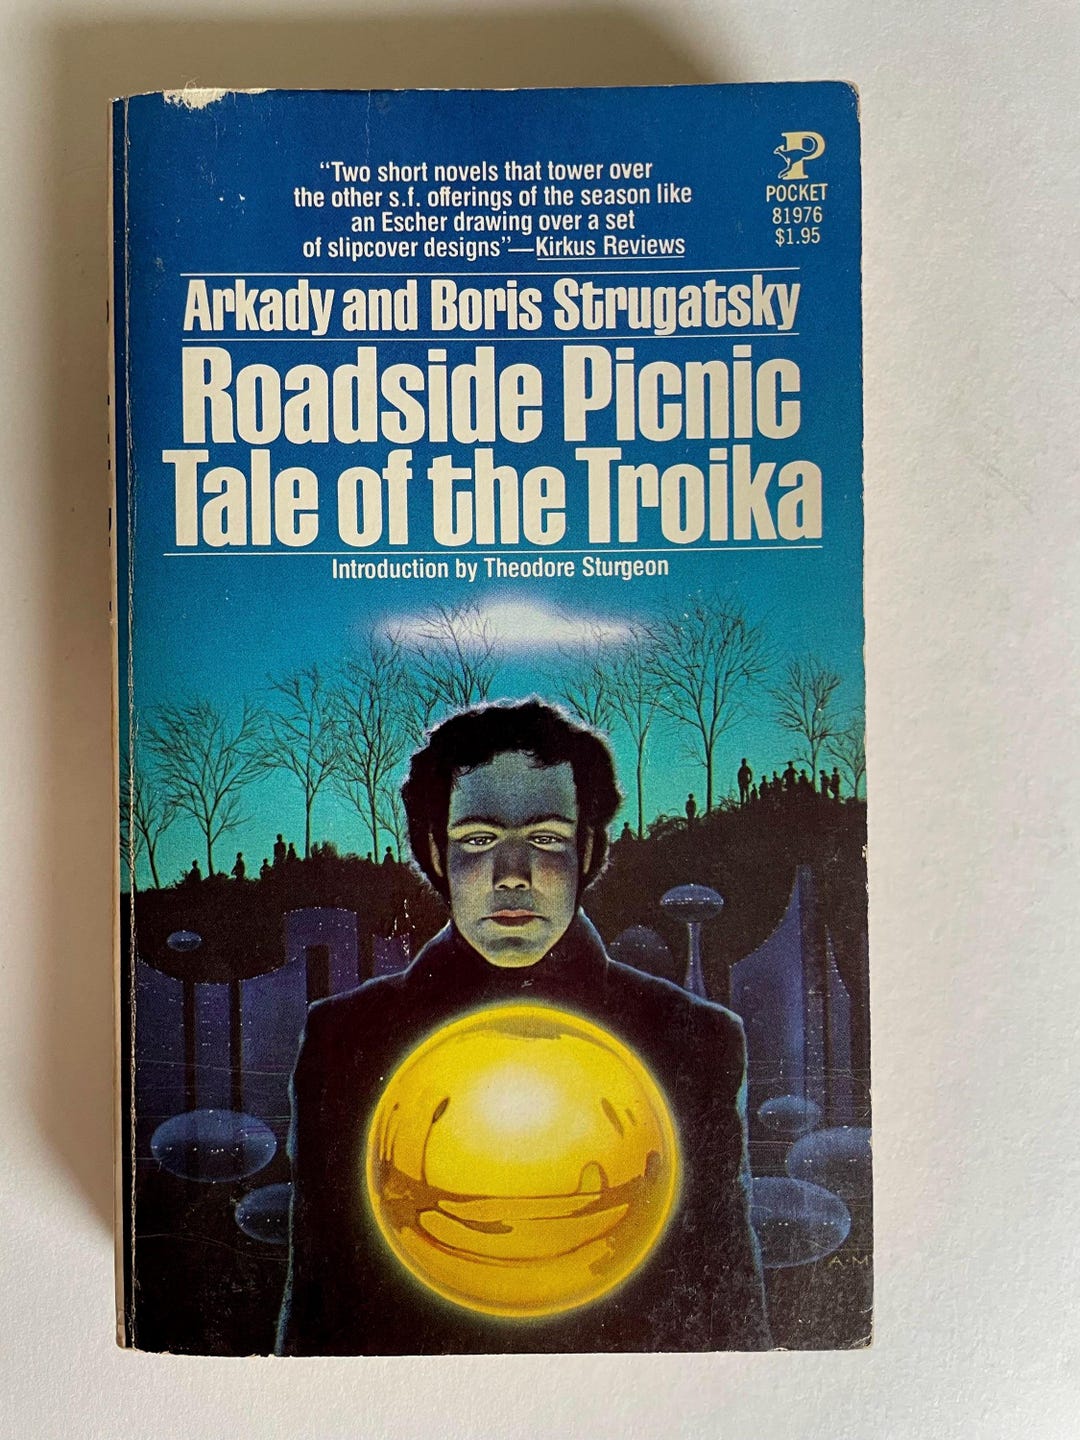 "Two short novels that tower over
the other s.f. offerings of the season like
an Escher drawing over a set
of slipcover designs"—Kirkus Reviews
P
POCKET
81976
$1.95
Arkady and Boris Strugatsky
Roadside Picnic
Tale of the Troika
Introduction by Theodore Sturgeon